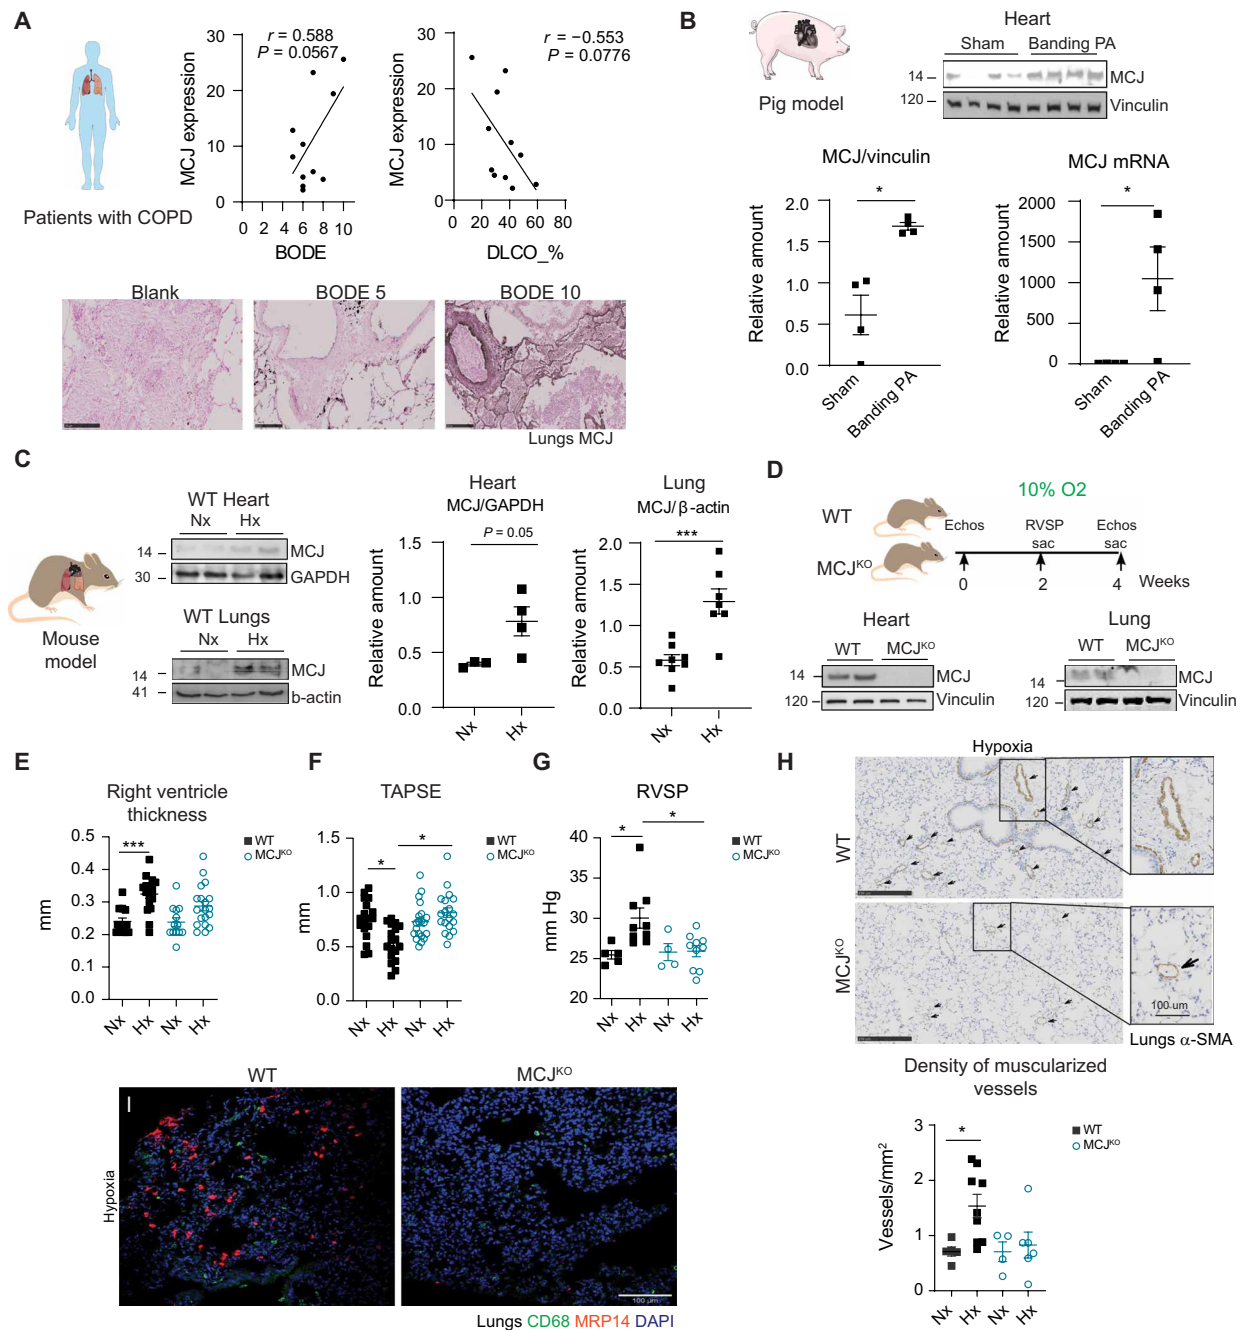 A
r = 0.588
P = 0.0567
MCJ expression
30
20
10
0
0 2 4 6 8 10
BODE
r = −0.553
P = 0.0776
MCJ expression
30
20
10
0
0 20 40 60 80
DLCO_%
Patients with COPD
Blank
BODE 5
BODE 10
Lungs MCJ
B
Pig model
Heart
Sham Banding PA
14
MCJ
120
Vinculin
MCJ/vinculin
*
Relative amount
2.0
1.5
1.0
0.5
0.0
Sham
Banding PA
MCJ mRNA
*
Relative amount
2000
1500
1000
500
0
Sham
Banding PA
C
Mouse
model
WT Heart
Nx Hx
14
MCJ
30
GAPDH
WT Lungs
Nx Hx
14
MCJ
41
b-actin
Heart
MCJ/GAPDH
P = 0.05
Relative amount
1.5
1.0
0.5
0.0
Nx
Hx
Lung
MCJ/β-actin
***
Relative amount
2.0
1.5
1.0
0.5
0.0
Nx
Hx
D
10% O2
WT
MCJKO
Echos
RVSP
sac
Echos
sac
0 2 4 Weeks
Heart
WT MCJKO
14
MCJ
120
Vinculin
Lung
WT MCJKO
14
MCJ
120
Vinculin
E
Right ventricle
thickness
WT
MCJKO
***
mm
0.5
0.4
0.3
0.2
0.1
0.0
Nx
Hx
Nx
Hx
F
TAPSE
WT
MCJKO
*
*
mm
1.5
1.0
0.5
0.0
Nx
Hx
Nx
Hx
G
RVSP
WT
MCJKO
*
*
mm Hg
40
35
30
25
20
Nx
Hx
Nx
Hx
H
Hypoxia
WT
MCJKO
100 um
Lungs α-SMA
Density of muscularized
vessels
WT
MCJKO
*
Vessels/mm2
3
2
1
0
Nx
Hx
Nx
Hx
I
WT
MCJKO
Hypoxia
100 µm
Lungs CD68 MRP14 DAPI